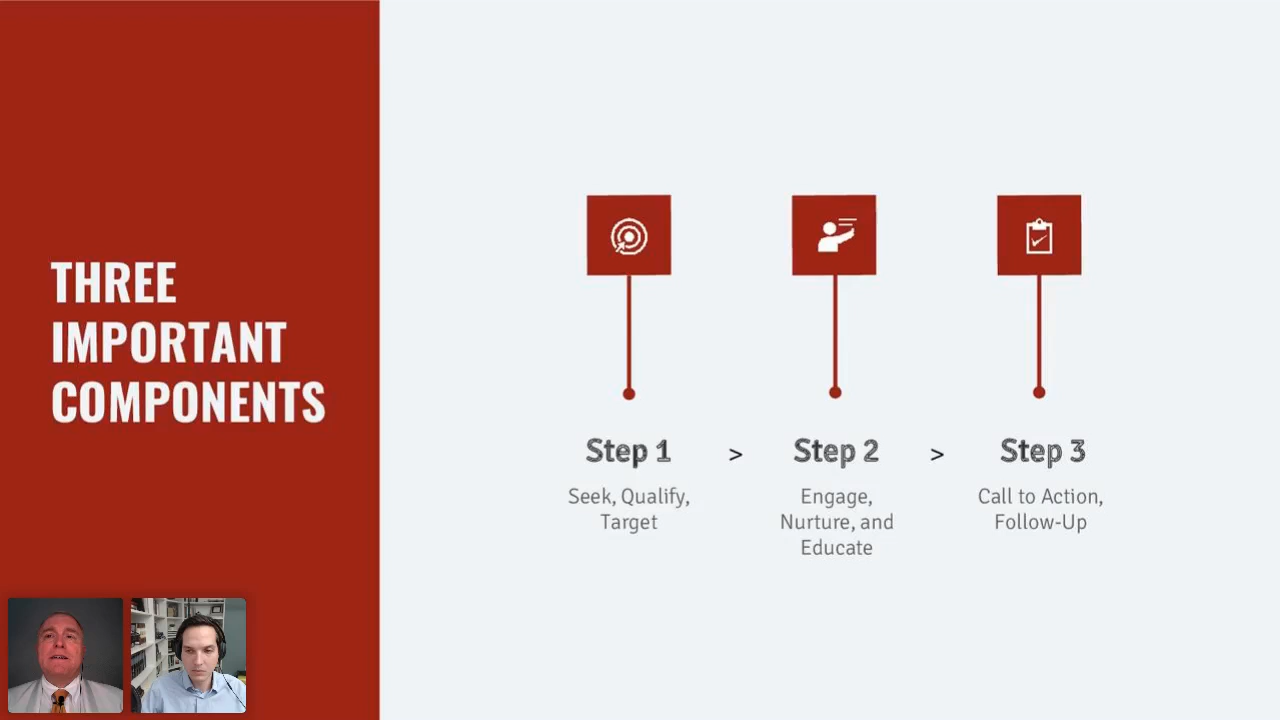 THREE
IMPORTANT
COMPONENTS
Step 1
>
Step 2
>
Step 3
Seek, Qualify,
Target
Engage,
Nurture, and
Educate
Call to Action,
Follow-Up